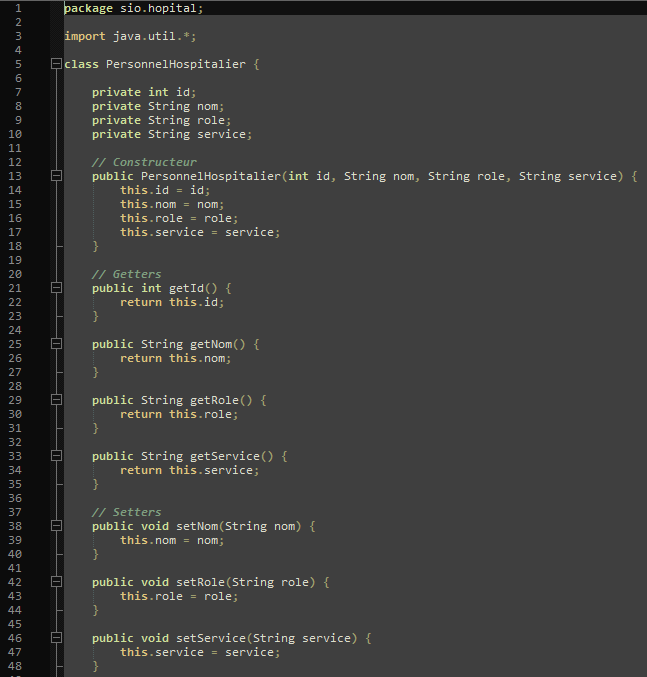 1 package sio.hopital;
2
3 import java.util.*;
4
5 class PersonnelHospitalier {
6
7 private int id;
8 private String nom;
9 private String role;
10 private String service;
11
12 // Constructeur
13 public PersonnelHospitalier(int id, String nom, String role, String service) {
14 this.id = id;
15 this.nom = nom;
16 this.role = role;
17 this.service = service;
18 }
19
20 // Getters
21 public int getId() {
22 return this.id;
23 }
24
25 public String getNom() {
26 return this.nom;
27 }
28
29 public String getRole() {
30 return this.role;
31 }
32
33 public String getService() {
34 return this.service;
35 }
36
37 // Setters
38 public void setNom(String nom) {
39 this.nom = nom;
40 }
41
42 public void setRole(String role) {
43 this.role = role;
44 }
45
46 public void setService(String service) {
47 this.service = service;
48 }